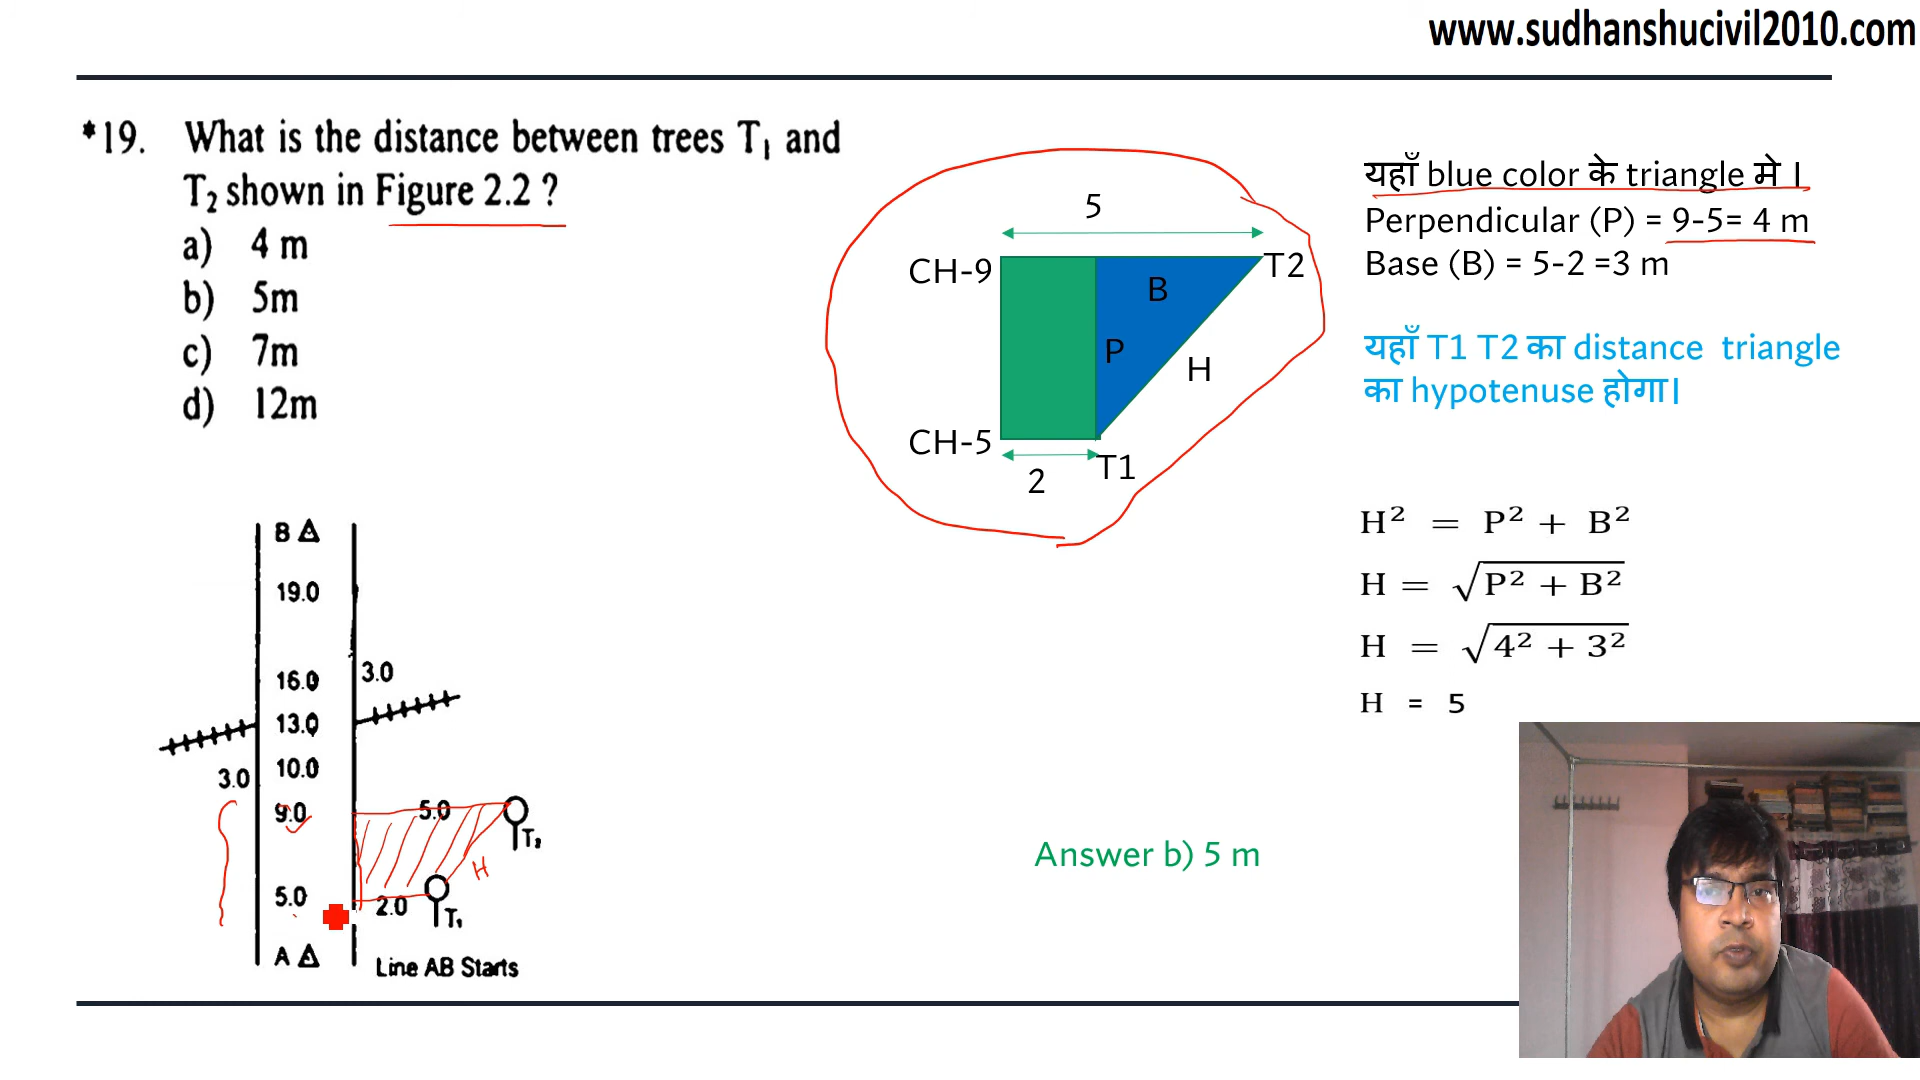 www.sudhanshucivil2010.com
*19. What is the distance between trees T₁ and
T₂ shown in Figure 2.2 ?
a) 4 m
b) 5m
c) 7m
d) 12m
5
CH-9
T2
B
P
H
CH-5
T1
2
यहाँ blue color के triangle मे ।
Perpendicular (P) = 9-5= 4 m
Base (B) = 5-2 =3 m
यहाँ T1 T2 का distance triangle
का hypotenuse होगा।
H² = P² + B²
H = √P² + B²
H = √4² + 3²
H = 5
Answer b) 5 m
B
19.0
16.0
3.0
13.0
3.0
10.0
9.0
5.0
T₂
H
5.0
2.0
T₁
A
Line AB Starts